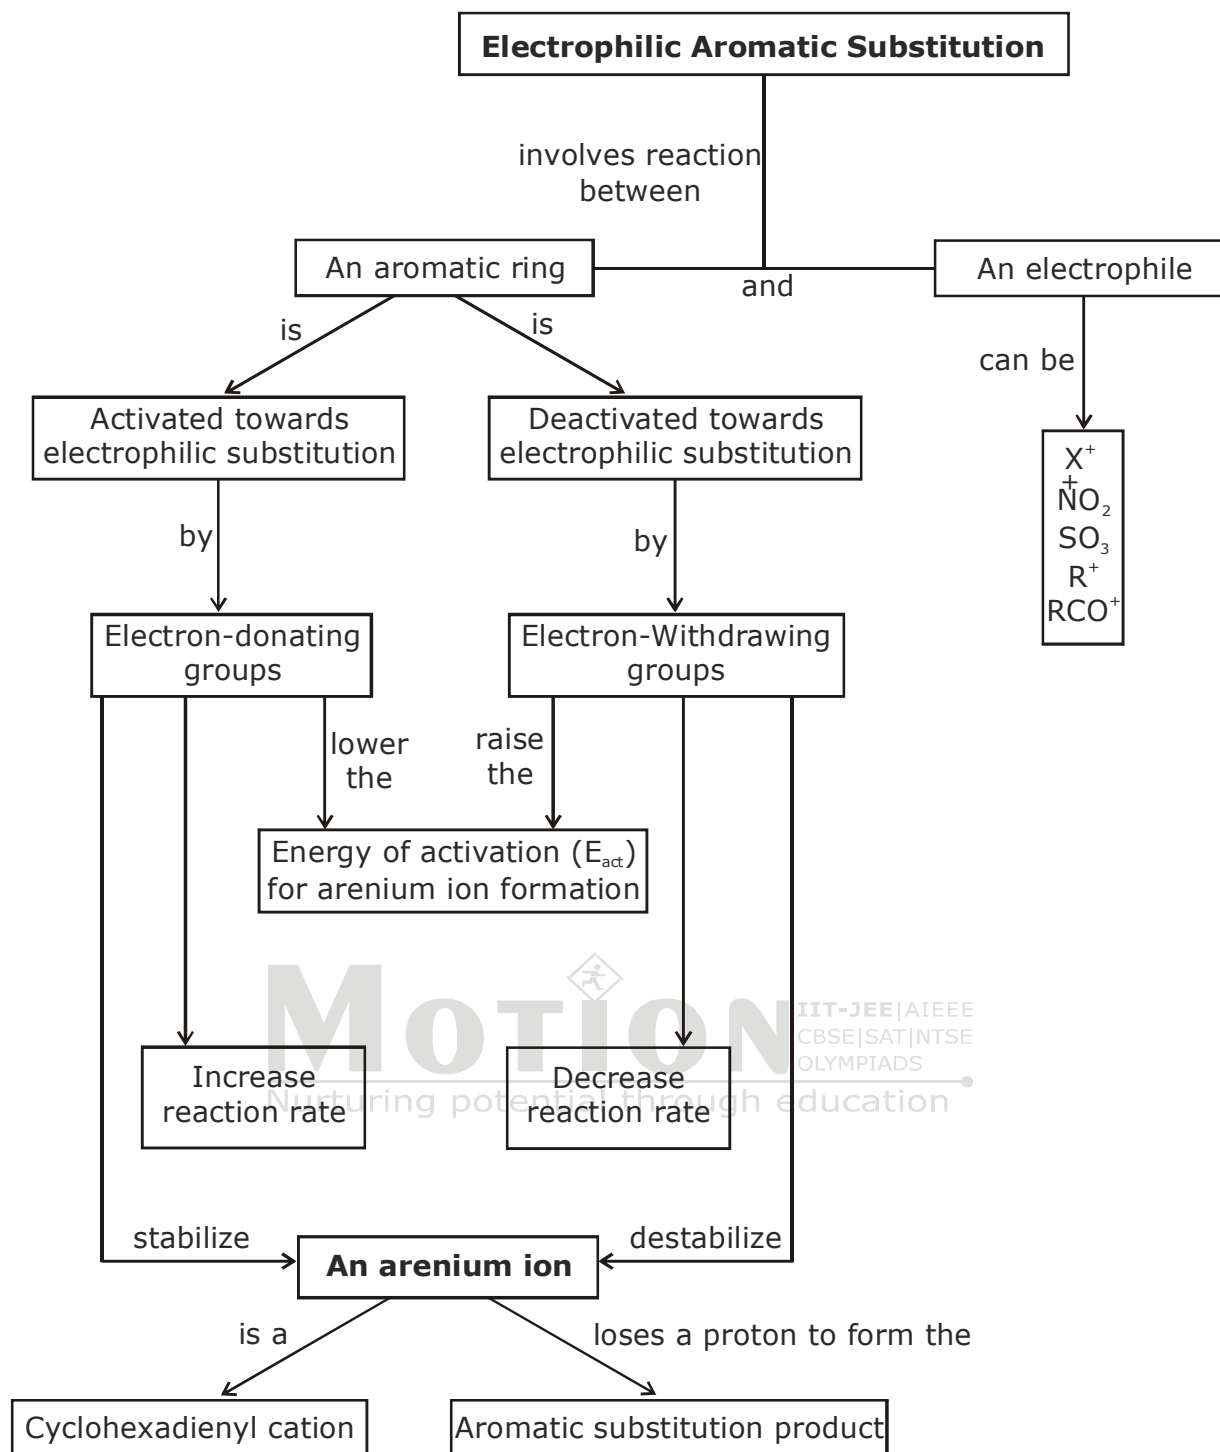 Electrophilic Aromatic Substitution
involves reaction
between
An aromatic ring
and
An electrophile
is
is
can be
Activated towards
electrophilic substitution
Deactivated towards
electrophilic substitution
X⁺
+
NO₂
SO₃
R⁺
RCO⁺
by
by
Electron-donating
groups
Electron-Withdrawing
groups
lower
the
raise
the
Energy of activation (Eact)
for arenium ion formation
MOTION
IIT-JEE|AIEEE
CBSE|SAT|NTSE
OLYMPIADS
Nurturing potential through education
Increase
reaction rate
Decrease
reaction rate
stabilize
destabilize
An arenium ion
is a
loses a proton to form the
Cyclohexadienyl cation
Aromatic substitution product